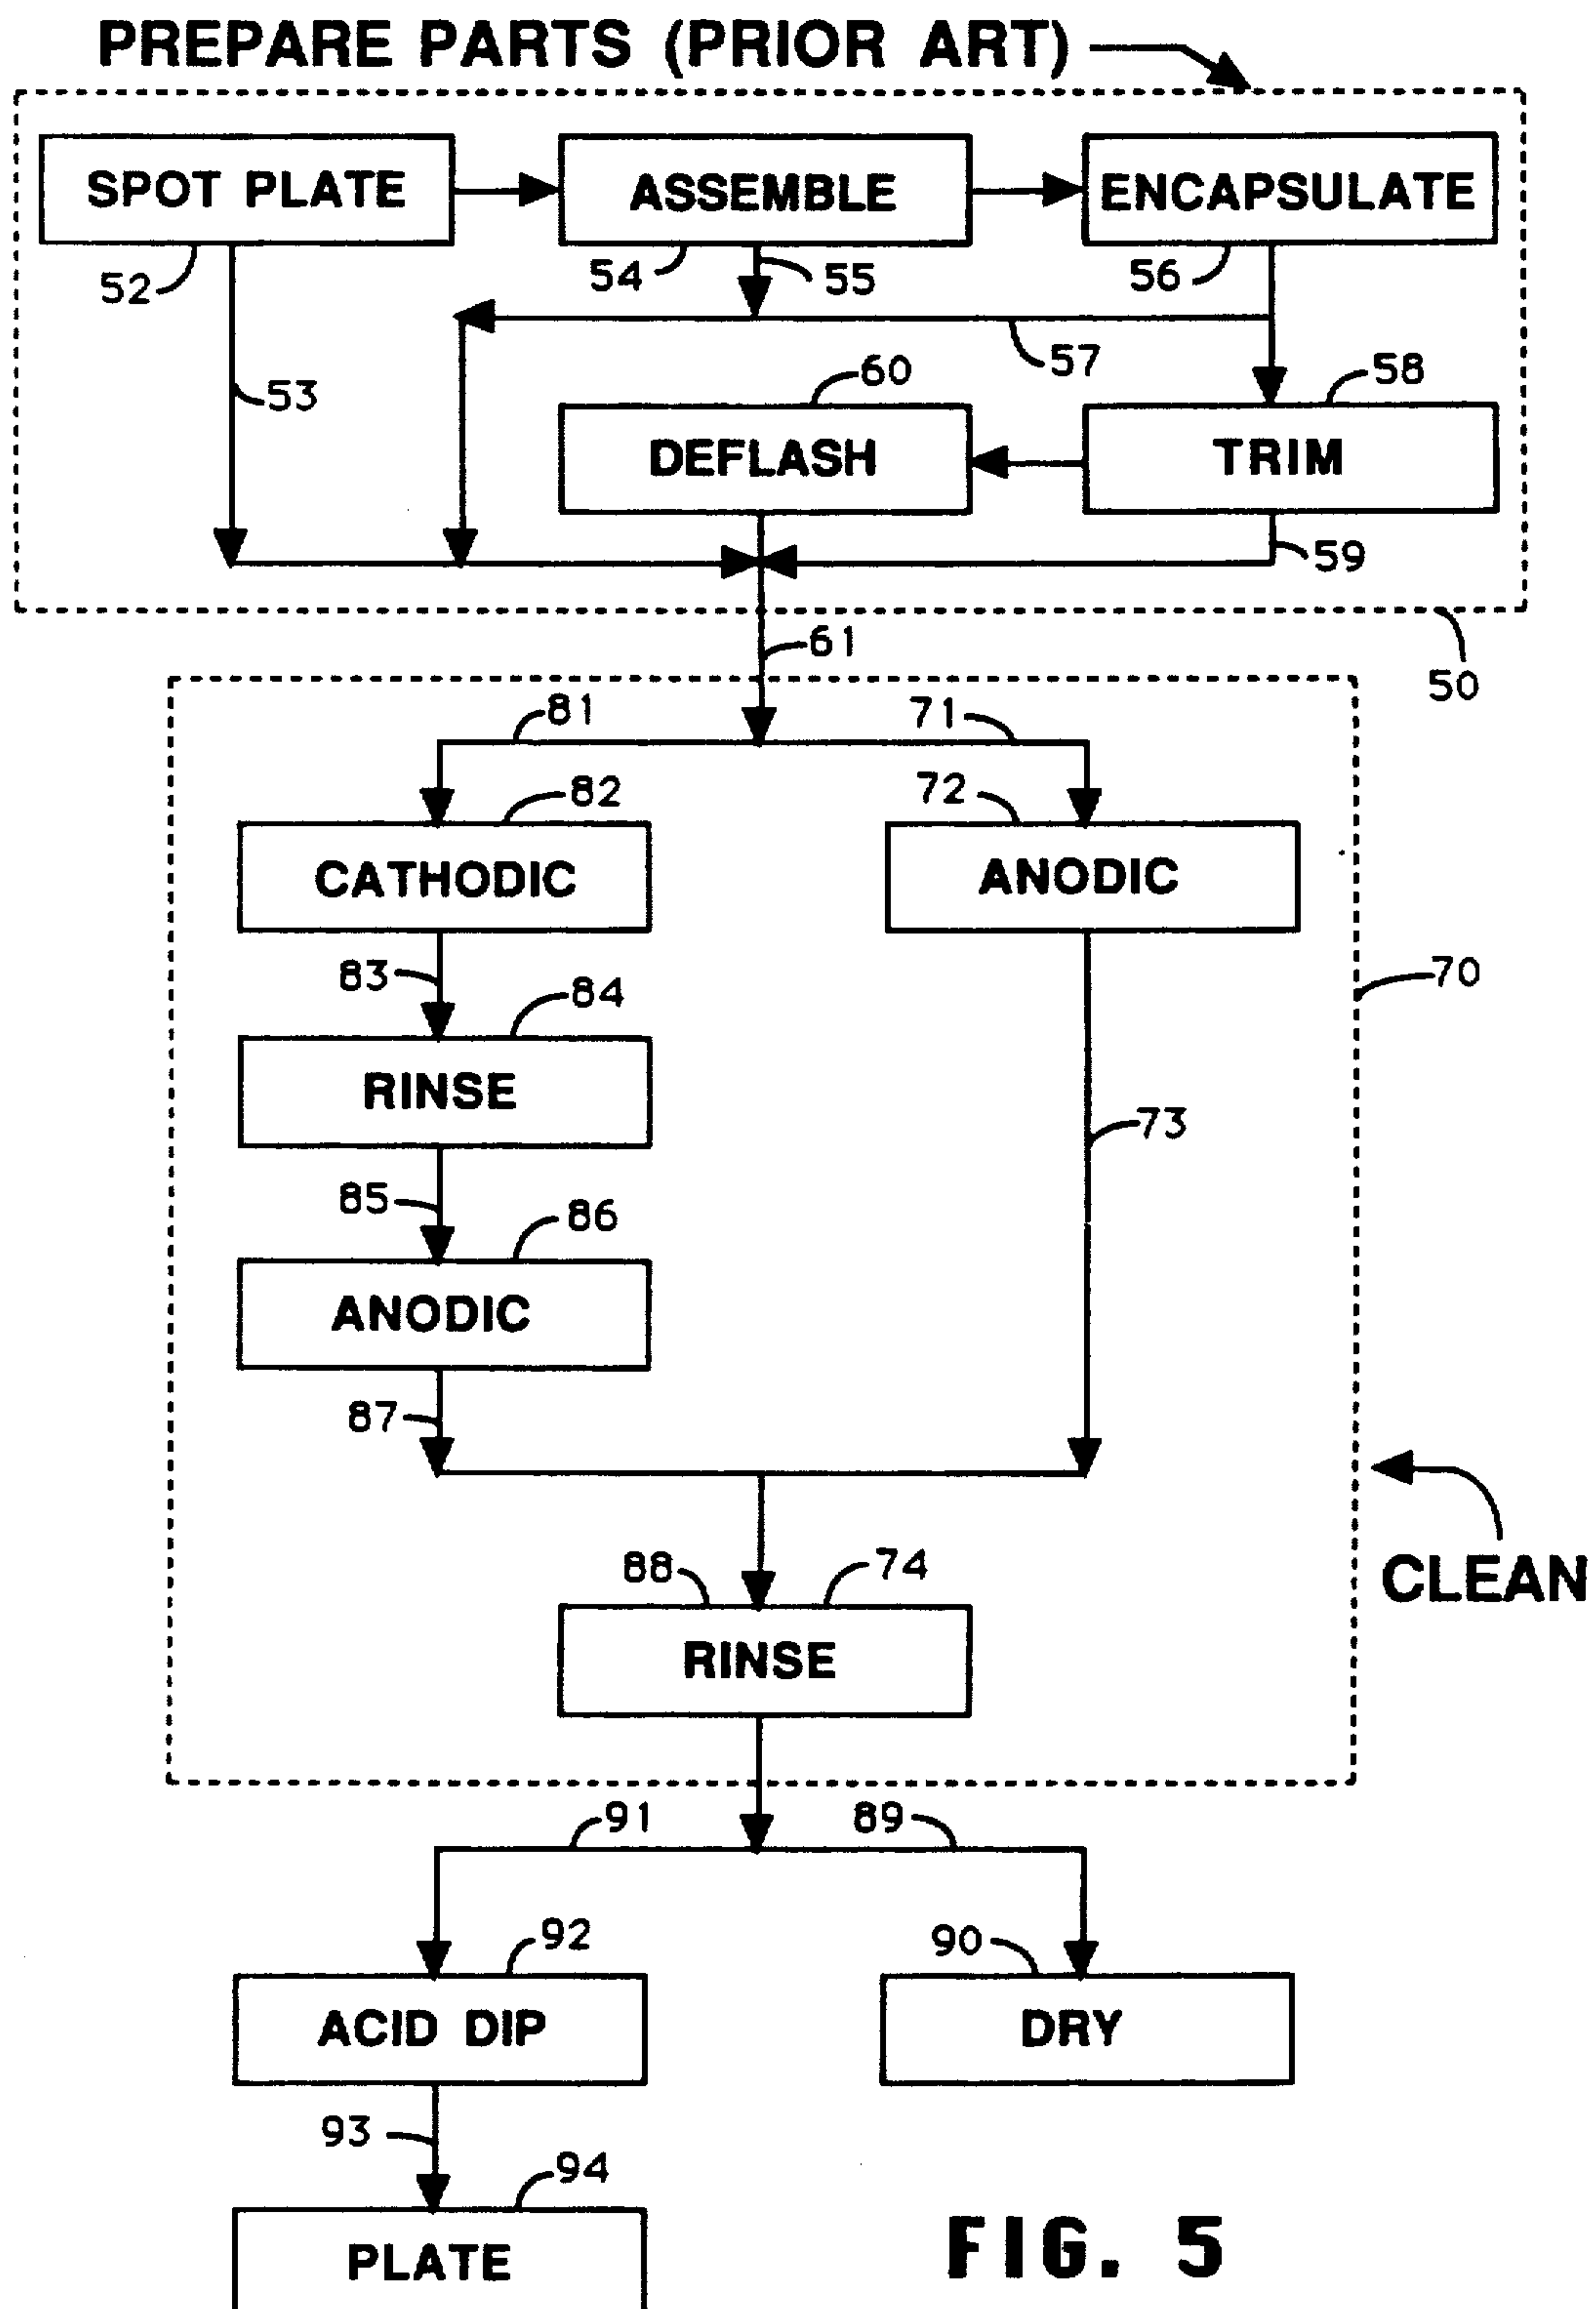 PREPARE PARTS (PRIOR ART)
SPOT PLATE
ASSEMBLE
ENCAPSULATE
52
54
55
56
57
53
60
58
DEFLASH
TRIM
59
61
50
81
71
82
72
CATHODIC
ANODIC
83
84
70
RINSE
73
85
86
ANODIC
87
88
74
CLEAN
RINSE
91
89
92
90
ACID DIP
DRY
93
94
PLATE
FIG. 5